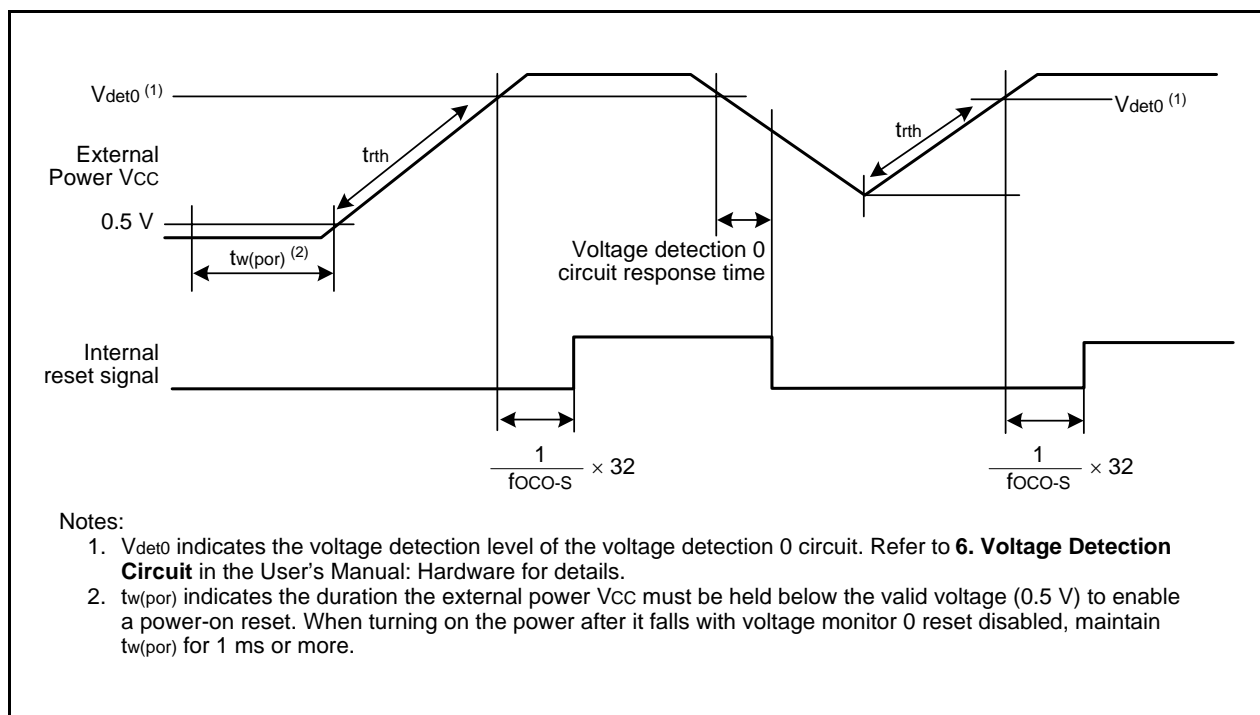 Vdet0 (1)
Vdet0 (1)
trth
trth
External
Power VCC
0.5 V
tw(por) (2)
Voltage detection 0
circuit response time
Internal
reset signal
1
fOCO-S
× 32
1
fOCO-S
× 32
Notes:
1. Vdet0 indicates the voltage detection level of the voltage detection 0 circuit. Refer to 6. Voltage Detection
Circuit in the User's Manual: Hardware for details.
2. tw(por) indicates the duration the external power VCC must be held below the valid voltage (0.5 V) to enable
a power-on reset. When turning on the power after it falls with voltage monitor 0 reset disabled, maintain
tw(por) for 1 ms or more.